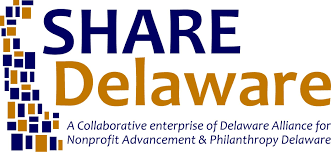 SHARE
Delaware
A Collaborative enterprise of Delaware Alliance for
Nonprofit Advancement & Philanthropy Delaware